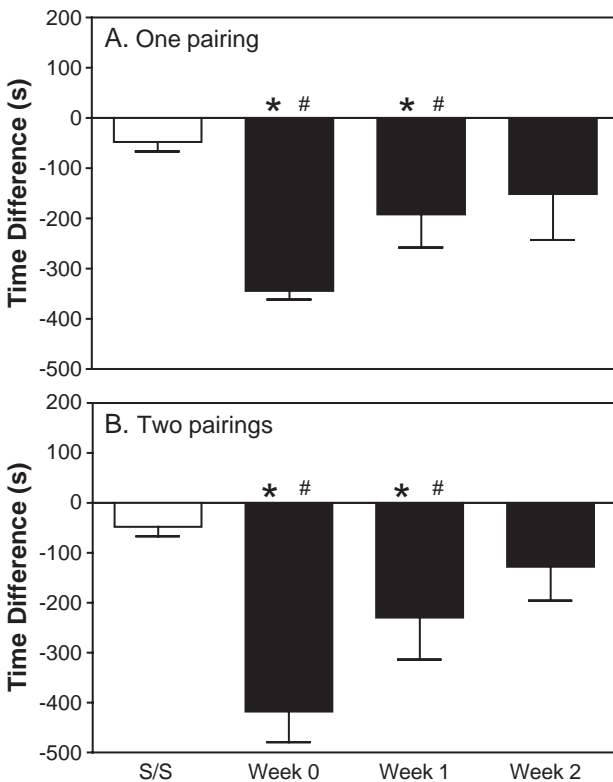 A. One pairing
Time Difference (s)
200
100
0
-100
-200
-300
-400
-500
* # * #
B. Two pairings
Time Difference (s)
200
100
0
-100
-200
-300
-400
-500
* # * #
S/S Week 0 Week 1 Week 2